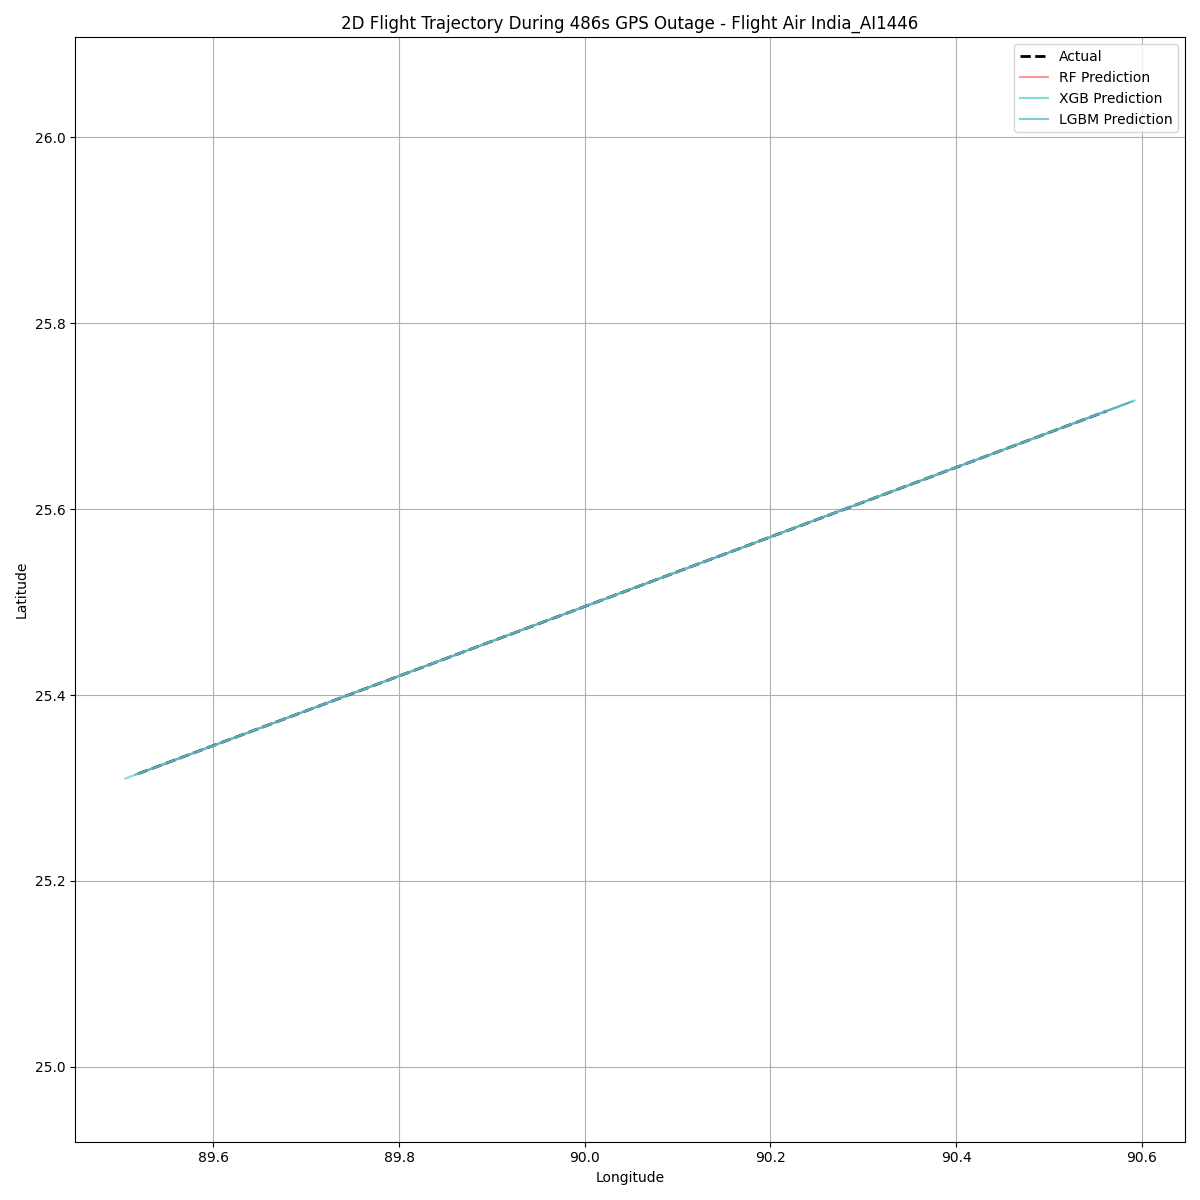 2D Flight Trajectory During 486s GPS Outage - Flight Air India_AI1446
Actual
RF Prediction
XGB Prediction
LGBM Prediction
26.0
25.8
25.6
25.4
25.2
25.0
Latitude
89.6 89.8 90.0 90.2 90.4 90.6
Longitude